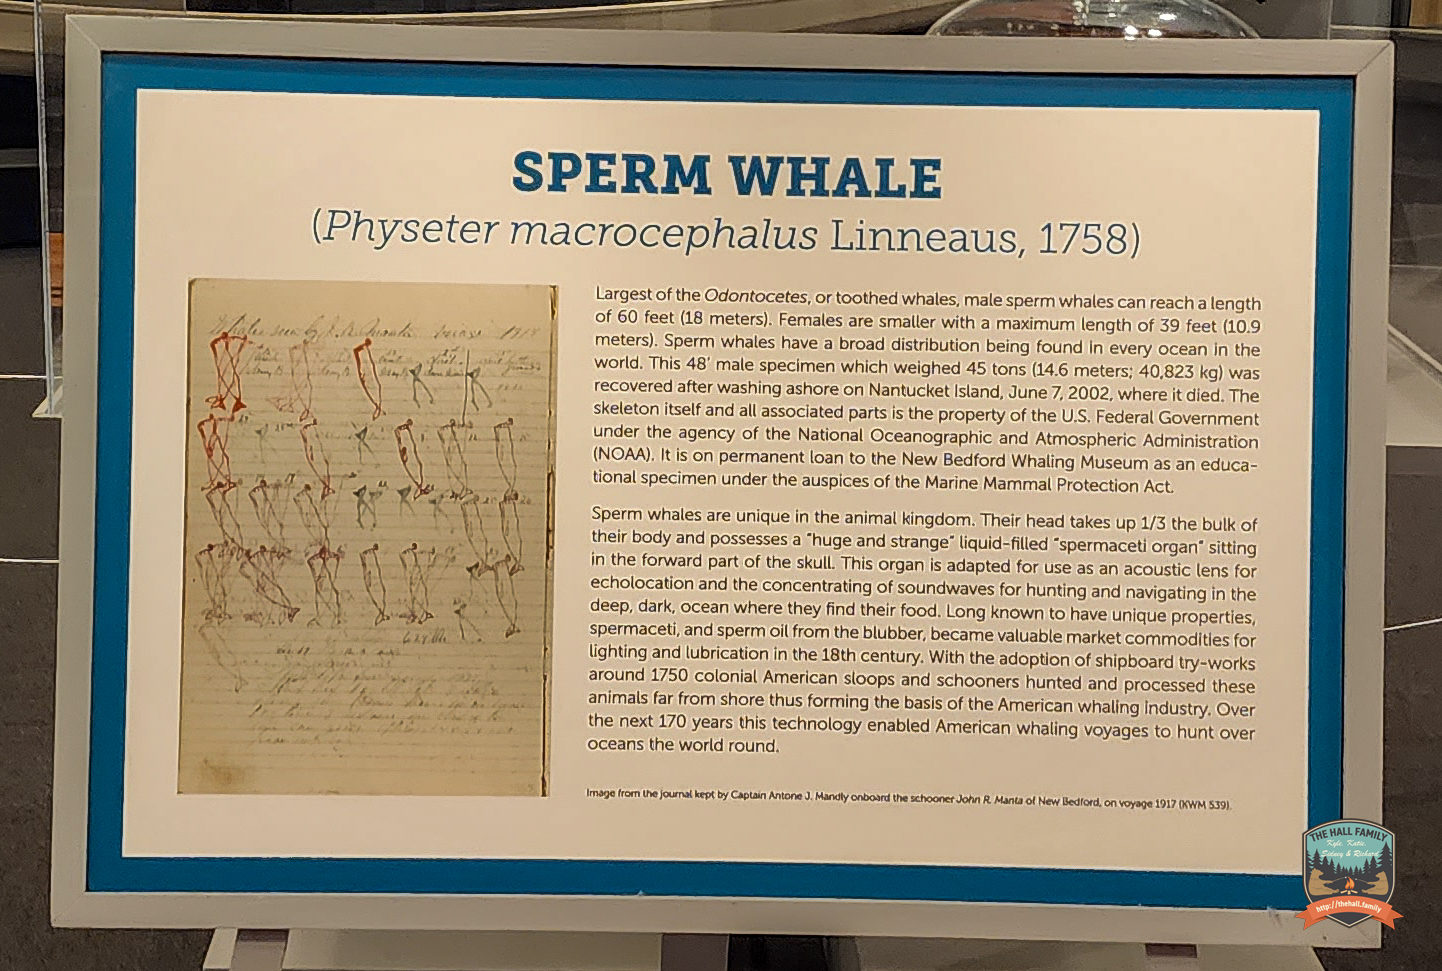 SPERM WHALE
(Physeter macrocephalus Linneaus, 1758)
Largest of the Odontocetes, or toothed whales, male sperm whales can reach a length
of 60 feet (18 meters). Females are smaller with a maximum length of 39 feet (10.9
meters). Sperm whales have a broad distribution being found in every ocean in the
world. This 48' male specimen which weighed 45 tons (14.6 meters; 40,823 kg) was
recovered after washing ashore on Nantucket Island, June 7, 2002, where it died. The
skeleton itself and all associated parts is the property of the U.S. Federal Government
under the agency of the National Oceanographic and Atmospheric Administration
(NOAA). It is on permanent loan to the New Bedford Whaling Museum as an educa-
tional specimen under the auspices of the Marine Mammal Protection Act.
Sperm whales are unique in the animal kingdom. Their head takes up 1/3 the bulk of
their body and possesses a "huge and strange" liquid-filled "spermaceti organ" sitting
in the forward part of the skull. This organ is adapted for use as an acoustic lens for
echolocation and the concentrating of soundwaves for hunting and navigating in the
deep, dark, ocean where they find their food. Long known to have unique properties,
spermaceti, and sperm oil from the blubber, became valuable market commodities for
lighting and lubrication in the 18th century. With the adoption of shipboard try-works
around 1750 colonial American sloops and schooners hunted and processed these
animals far from shore thus forming the basis of the American whaling industry. Over
the next 170 years this technology enabled American whaling voyages to hunt over
oceans the world round.
Image from the journal kept by Captain Antone J. Mandly onboard the schooner John R. Manta of New Bedford, on voyage 1917 (KWM 539).
THE HALL FAMILY
Kyle, Katie,
Sidney & Richard
http://thehall.family